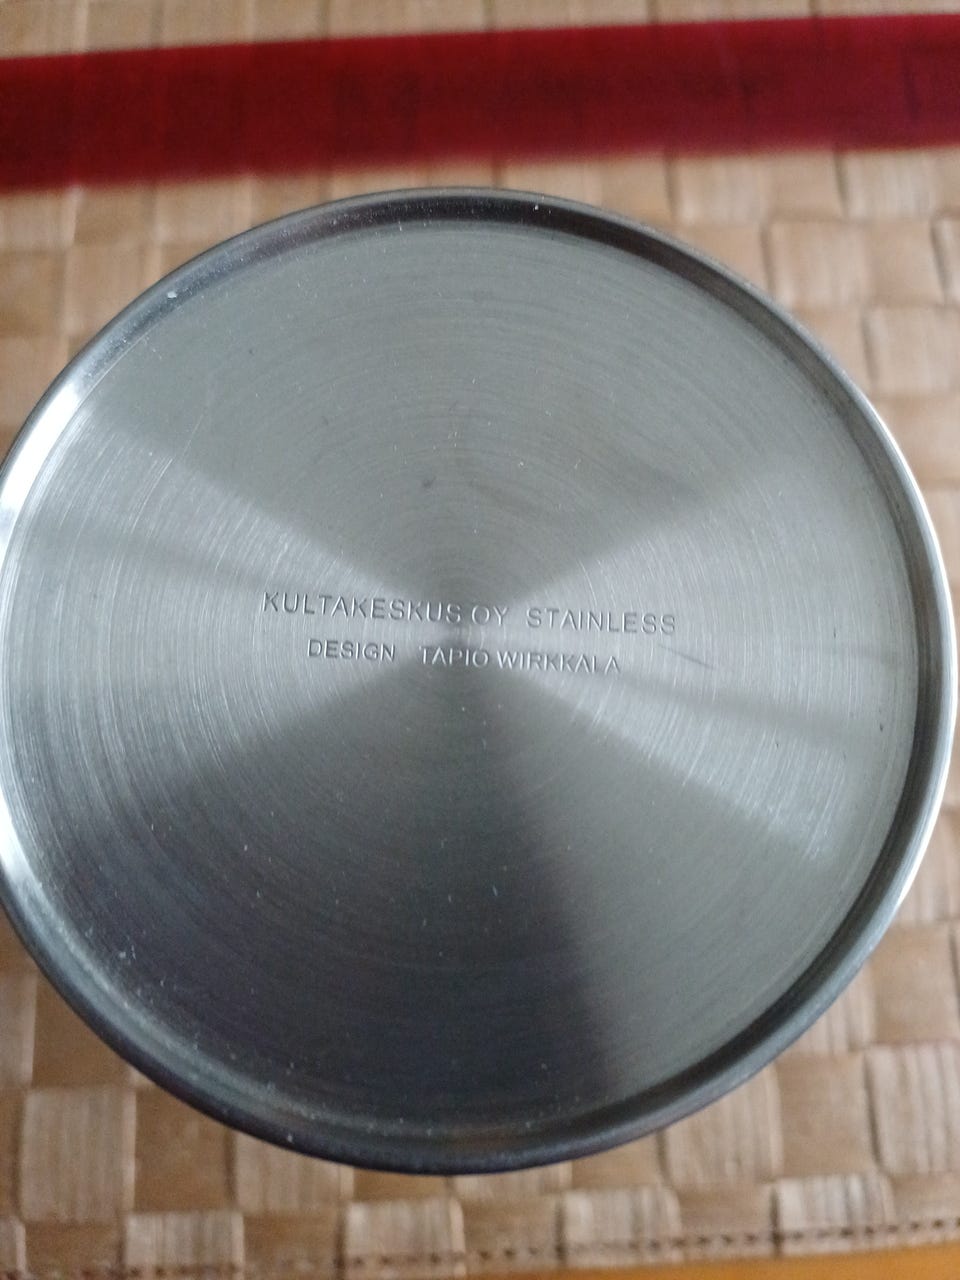 KULTAKESKUS OY STAINLESS
DESIGN TAPIO WIRKKALA